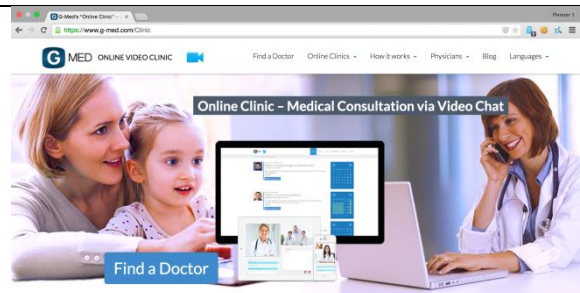 G-Med's "Online Clinic" -
Person 1
https://www.g-med.com/Clinic
G MED ONLINE VIDEO CLINIC
Find a Doctor Online Clinics How it works Physicians Blog Languages
Online Clinic – Medical Consultation via Video Chat
Find a Doctor